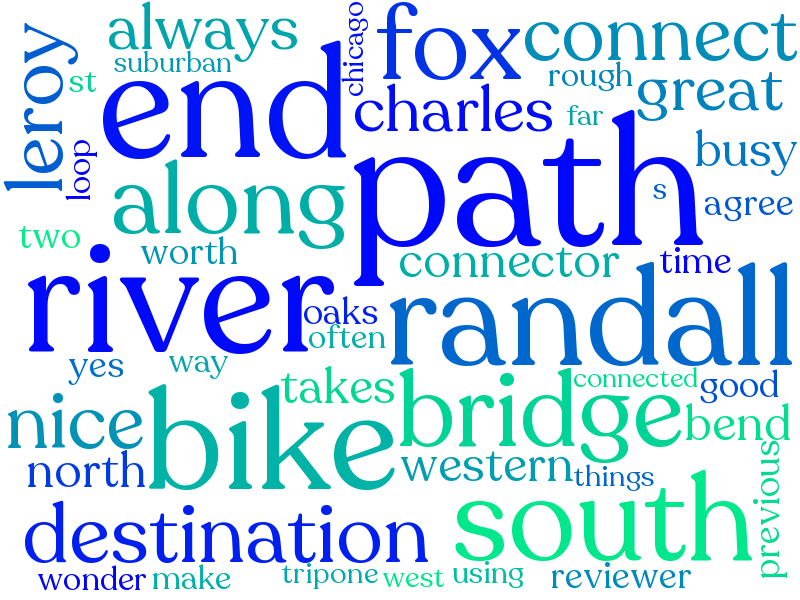 always
fox
connect
suburban
chicago
rough
great
st
end
charles
far
leroy
loop
path
busy
along
s
agree
two
worth
connector
time
river
oaks
randall
often
yes
way
takes
connected
good
nice
bike
bridge
bend
north
western
things
previous
destination
south
wonder
make
tripone
west
using
reviewer